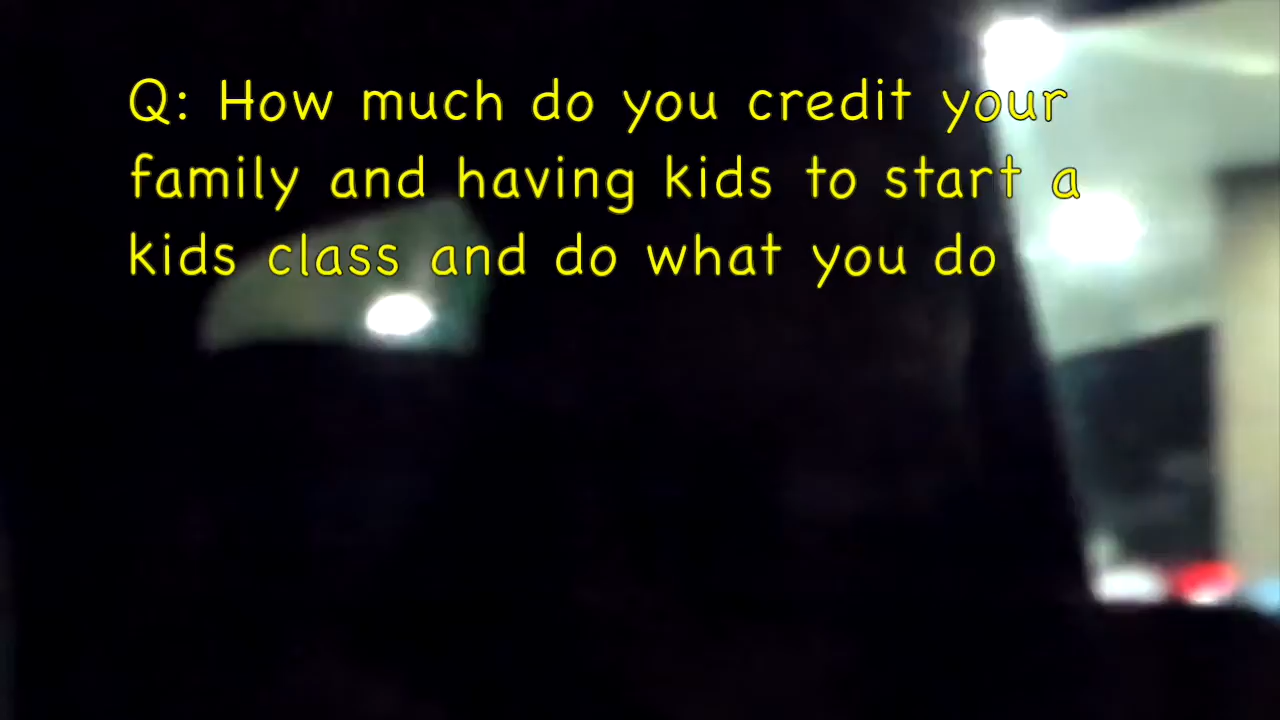 Q: How much do you credit your
family and having kids to start a
kids class and do what you do